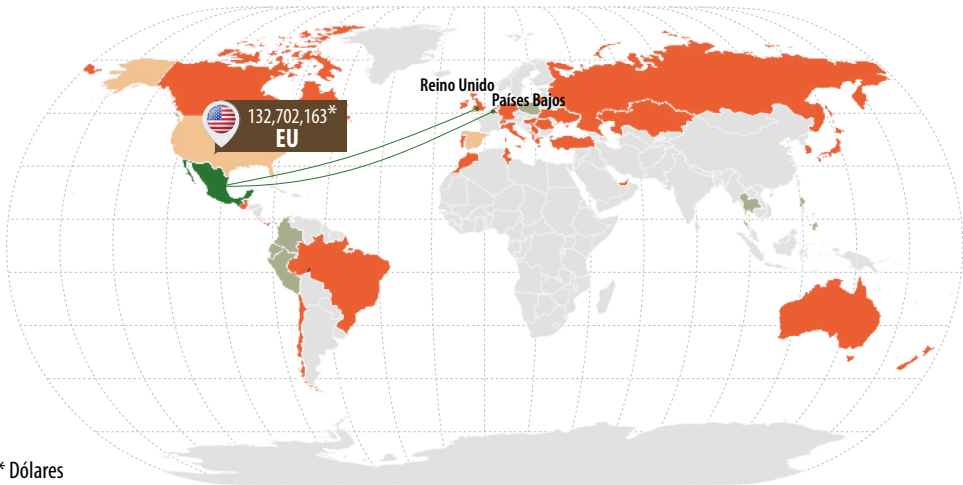 Reino Unido
Países Bajos
132,702,163*
EU
* Dólares